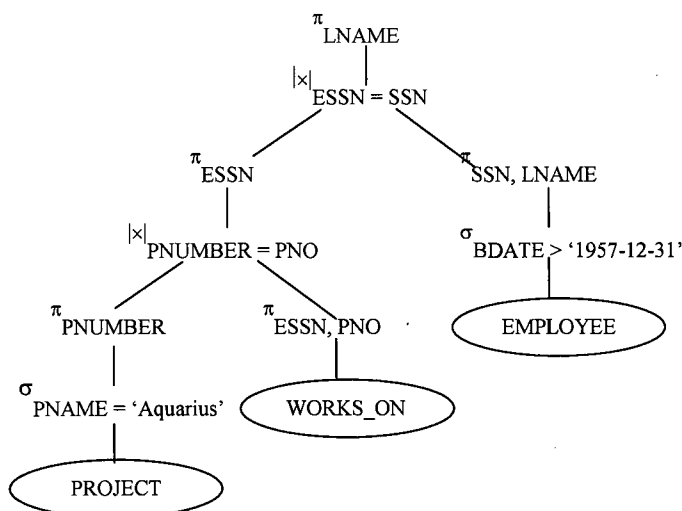 π LNAME
|×| ESSN = SSN
π ESSN
π SSN, LNAME
|×| PNUMBER = PNO
σ BDATE > ‘1957-12-31’
π PNUMBER
π ESSN, PNO
EMPLOYEE
σ PNAME = ‘Aquarius’
WORKS_ON
PROJECT